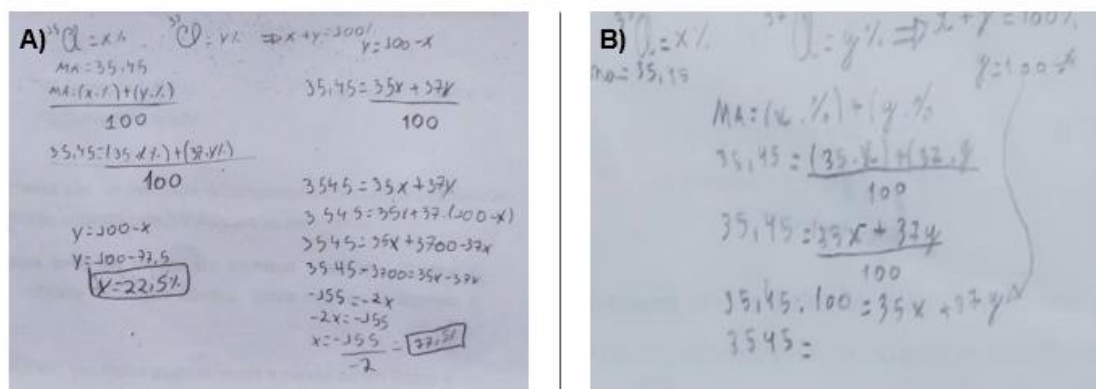 A) ³⁵Cl = x% ³⁷Cl = y% ⇒ x + y = 100%
y = 100 - x
MA = 35,45
MA = (x.%) + (y.%)
100
35,45 = (35.x%) + (37.y%)
100
y = 100 - x
y = 100 - 77,5
y = 22,5%
35,45 = 35x + 37y
100
3545 = 35x + 37y
3545 = 35x + 37.(100 - x)
3545 = 35x + 3700 - 37x
3545 - 3700 = 35x - 37x
-155 = -2x
-2x = -155
x = -155 = 77,5%
-2
B) Cl = x% Cl = y% ⇒ x + y = 100%
MA = 35,45
y = 100 - x
MA = (x.%) + (y.%
35,45 = (35.x) + (37.y
100
35,45 = 35x + 37y
100
35,45.100 = 35x + 37y
3545 =